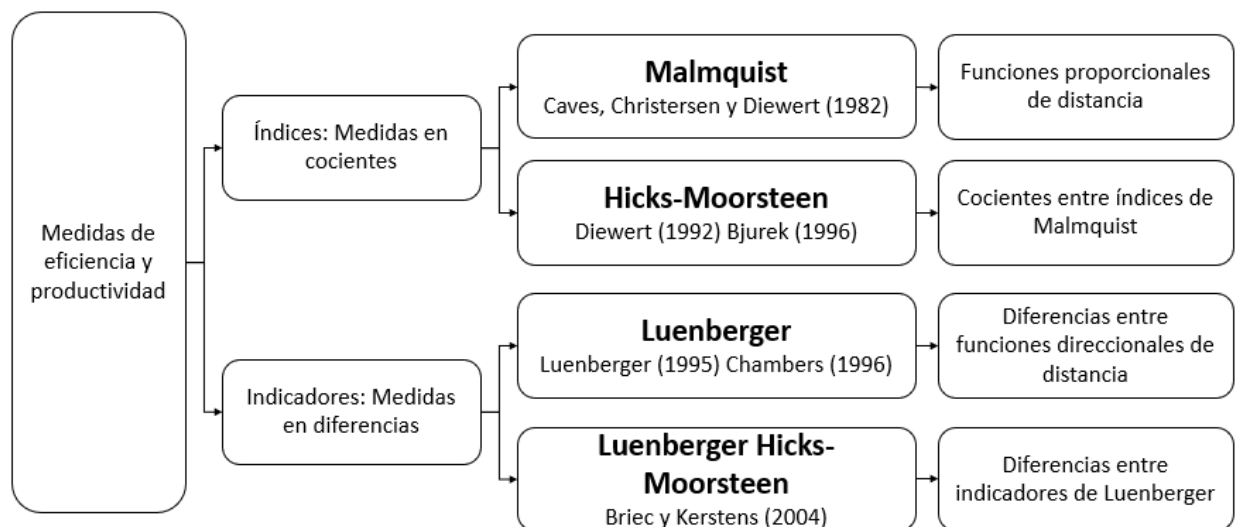 Medidas de
eficiencia y
productividad
Índices: Medidas en
cocientes
Malmquist
Caves, Christersen y Diewert (1982)
Funciones proporcionales
de distancia
Hicks-Moorsteen
Diewert (1992) Bjurek (1996)
Cocientes entre índices de
Malmquist
Indicadores: Medidas
en diferencias
Luenberger
Luenberger (1995) Chambers (1996)
Diferencias entre
funciones direccionales de
distancia
Luenberger Hicks-
Moorsteen
Briec y Kerstens (2004)
Diferencias entre
indicadores de Luenberger